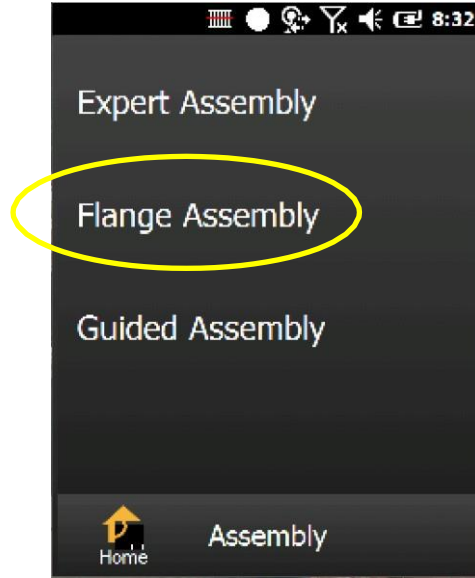 8:32
Expert Assembly
Flange Assembly
Guided Assembly
Home
Assembly